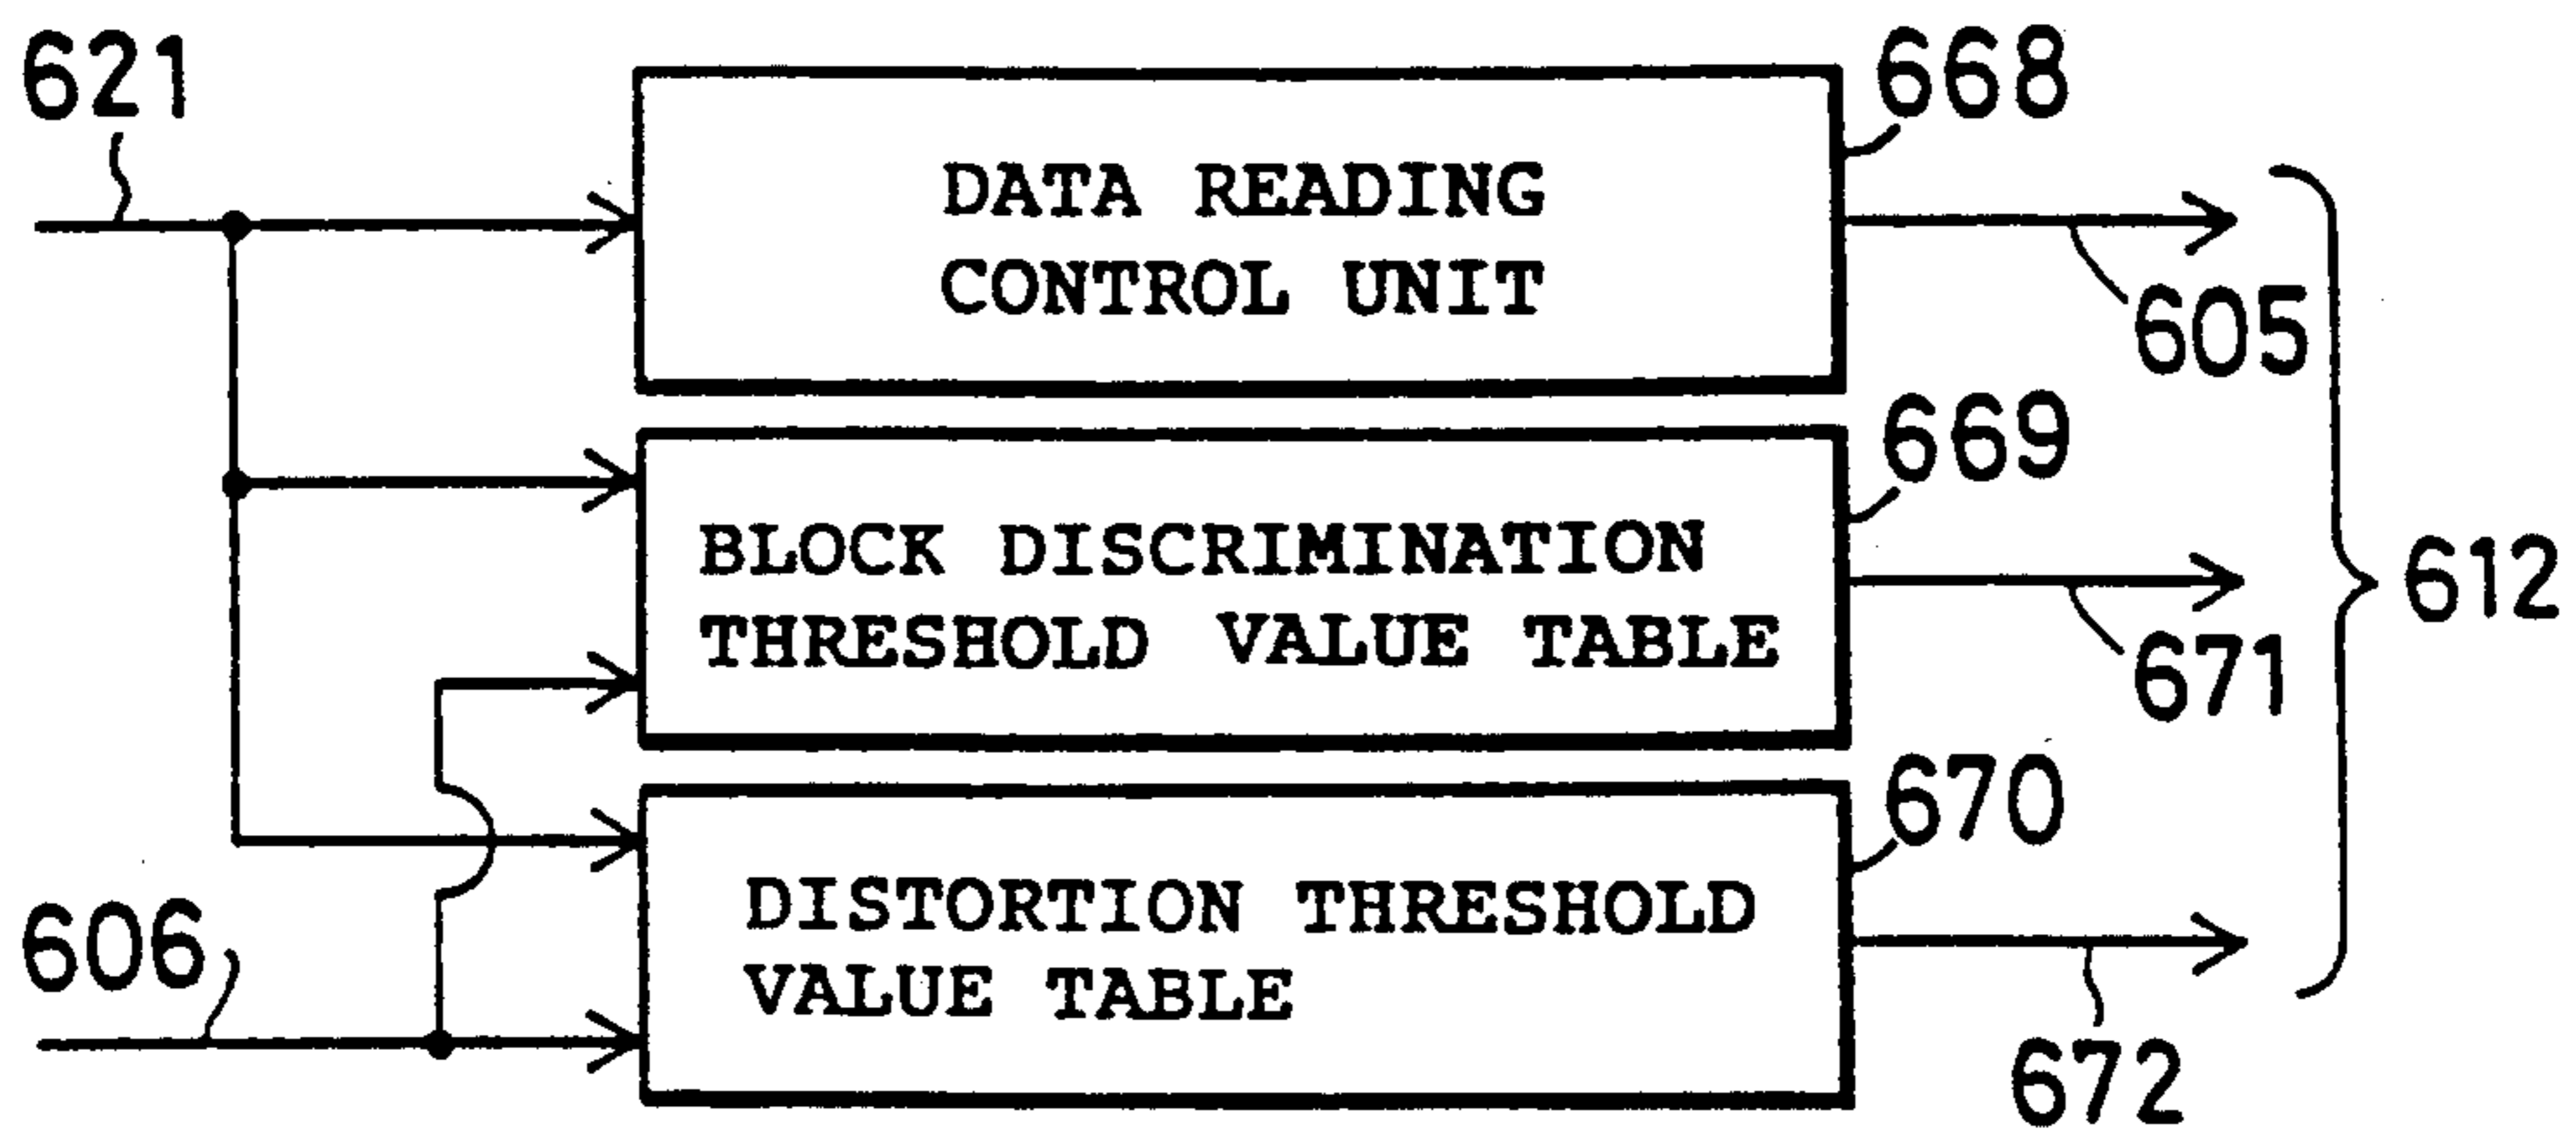 621
668
DATA READING
CONTROL UNIT
605
669
BLOCK DISCRIMINATION
THRESHOLD VALUE TABLE
671
612
670
DISTORTION THRESHOLD
VALUE TABLE
606
672